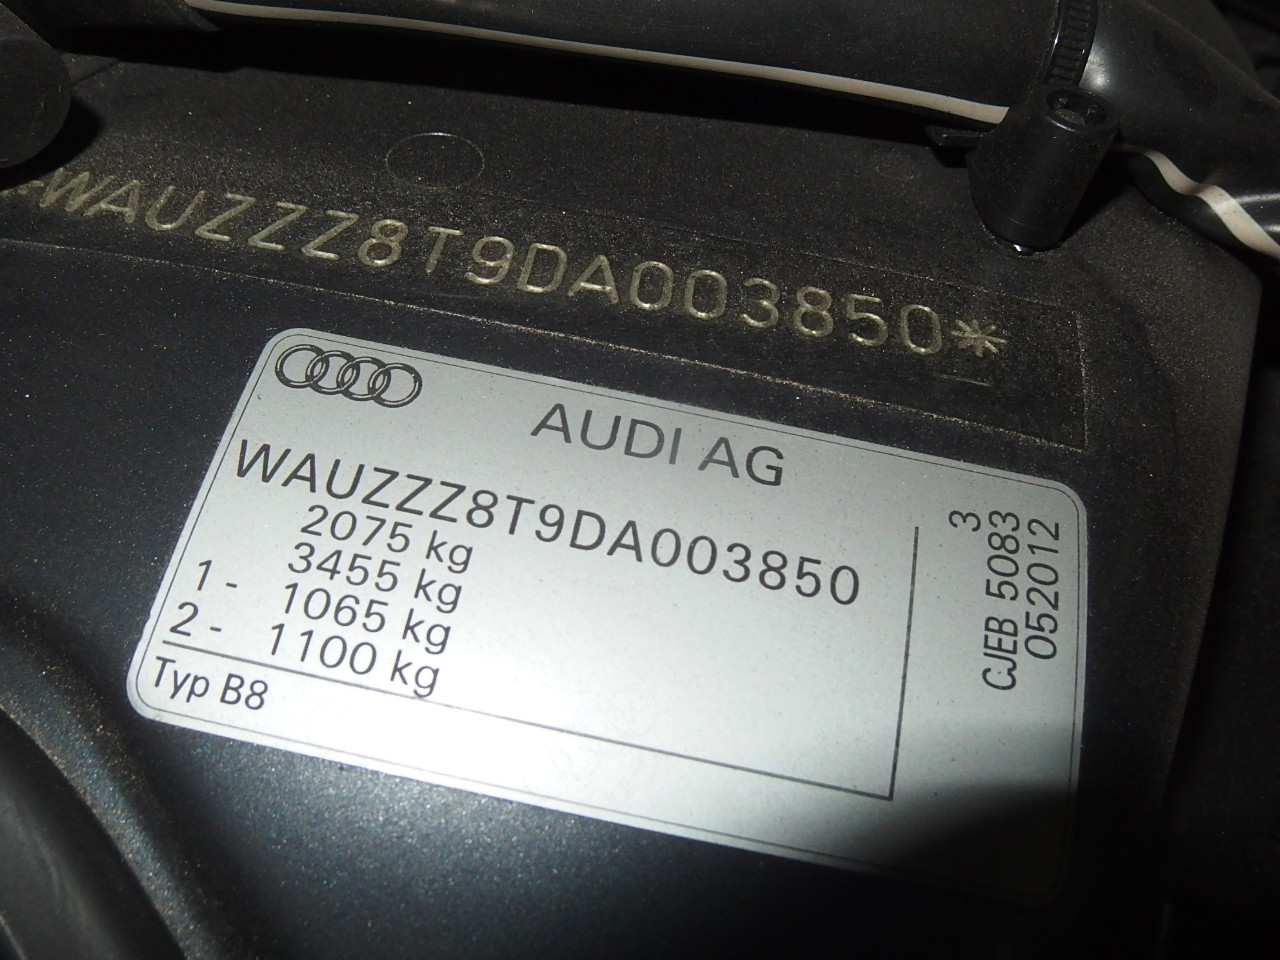 WAUZZZ8T9DA003850*
AUDI AG
WAUZZZ8T9DA003850
2075 kg
3455 kg
1 - 1065 kg
2 - 1100 kg
Typ B8
3
CJEB 5083
0522012